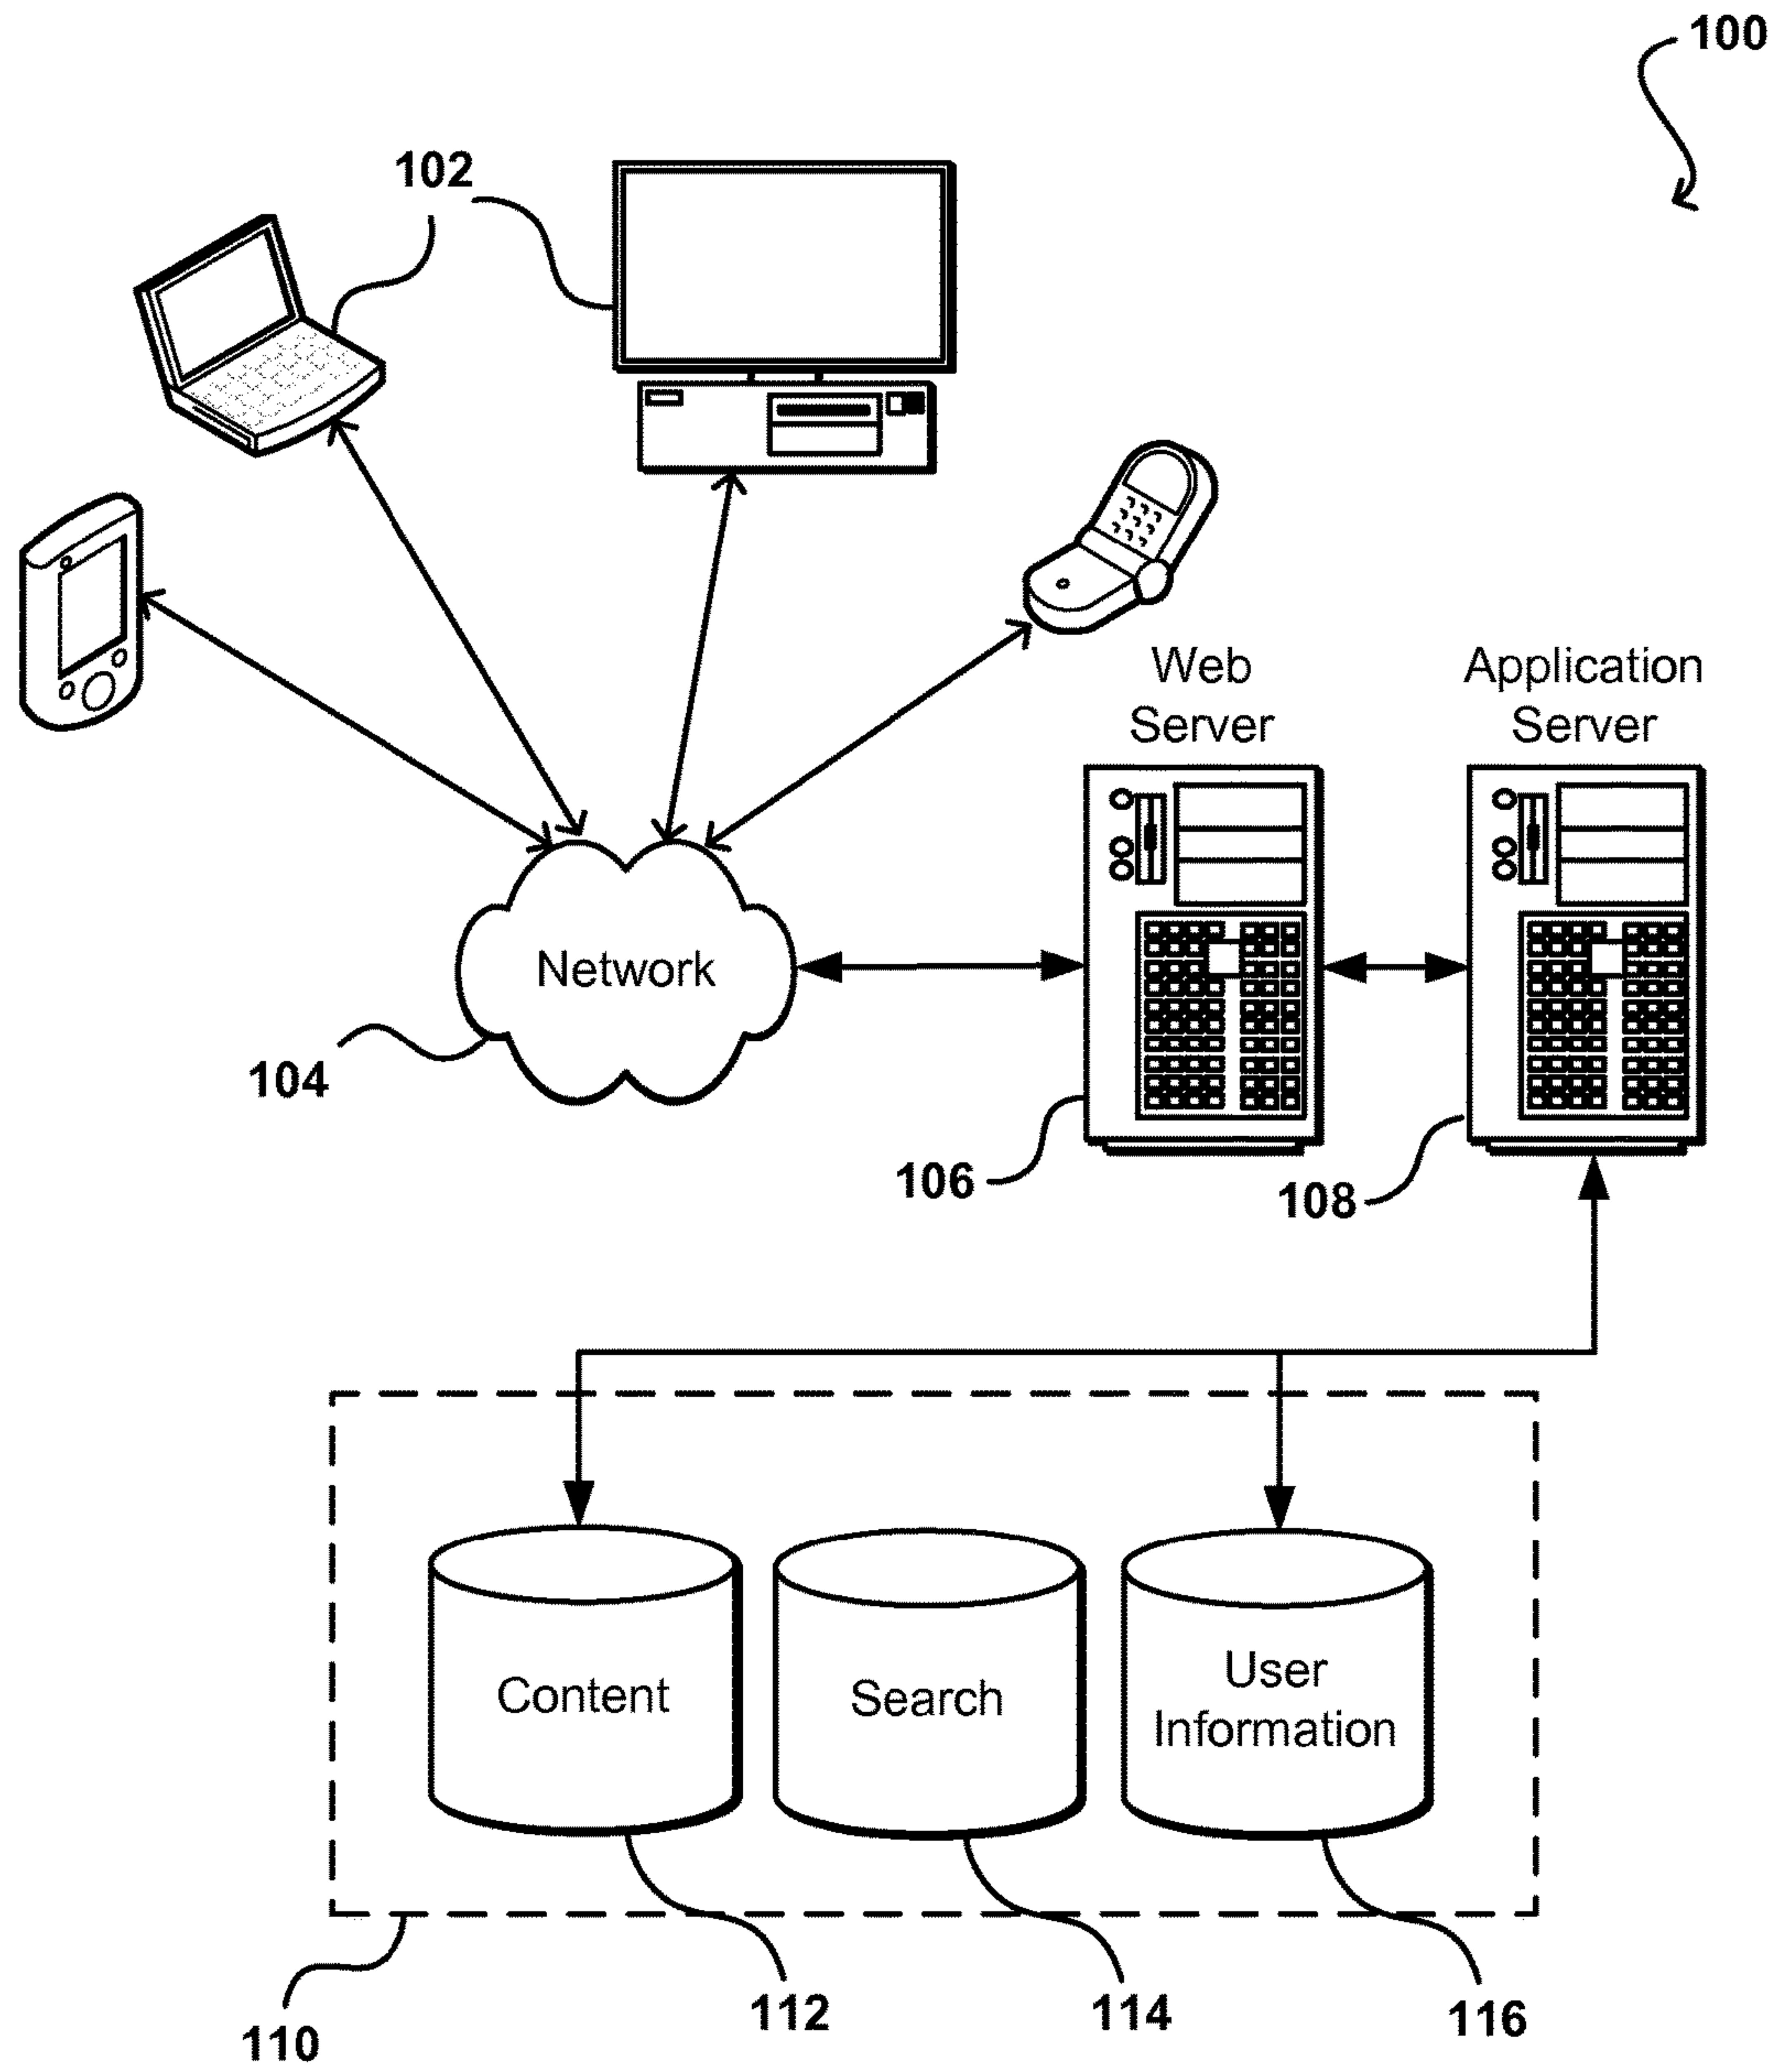 100
102
Web
Server
Application
Server
Network
104
106
108
Content
Search
User
Information
110
112
114
116